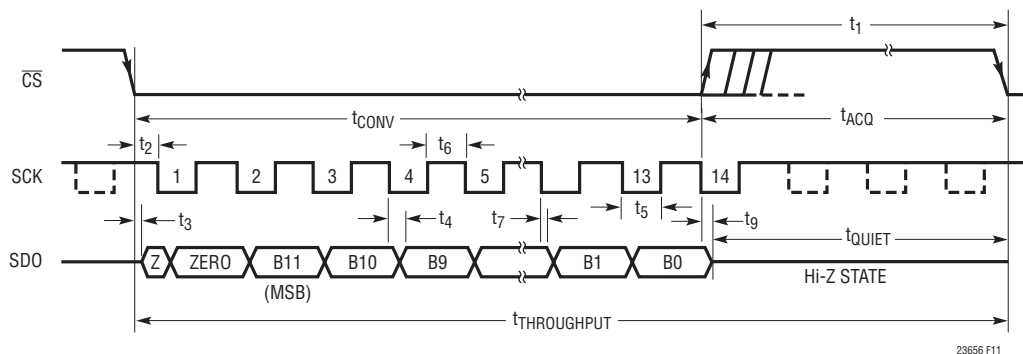 t1
CS
tCONV
tACQ
t2
t6
SCK
1
2
3
4
5
13
14
t3
t4
t7
t5
t9
tQUIET
SDO
Z
ZERO
B11
B10
B9
B1
B0
(MSB)
Hi-Z STATE
tTHROUGHPUT
23656 F11